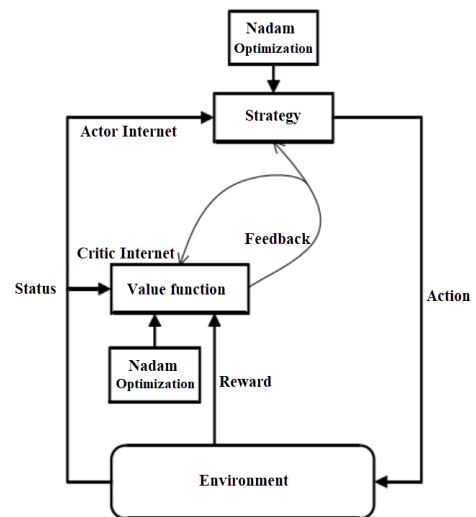 Nadam
Optimization
Strategy
Actor Internet
Feedback
Critic Internet
Status
Value function
Action
Nadam
Optimization
Reward
Environment